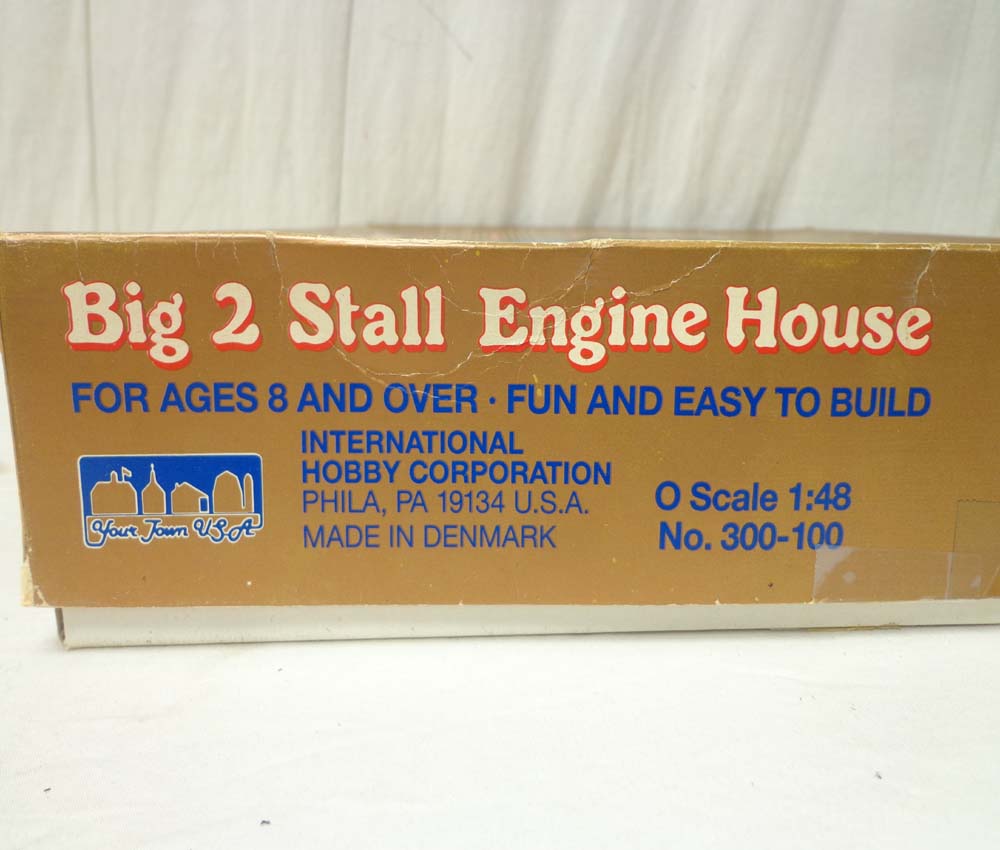 Big 2 Stall Engine House
FOR AGES 8 AND OVER · FUN AND EASY TO BUILD
INTERNATIONAL
HOBBY CORPORATION
PHILA, PA 19134 U.S.A.
MADE IN DENMARK
Your Town U.S.A.
O Scale 1:48
No. 300-100